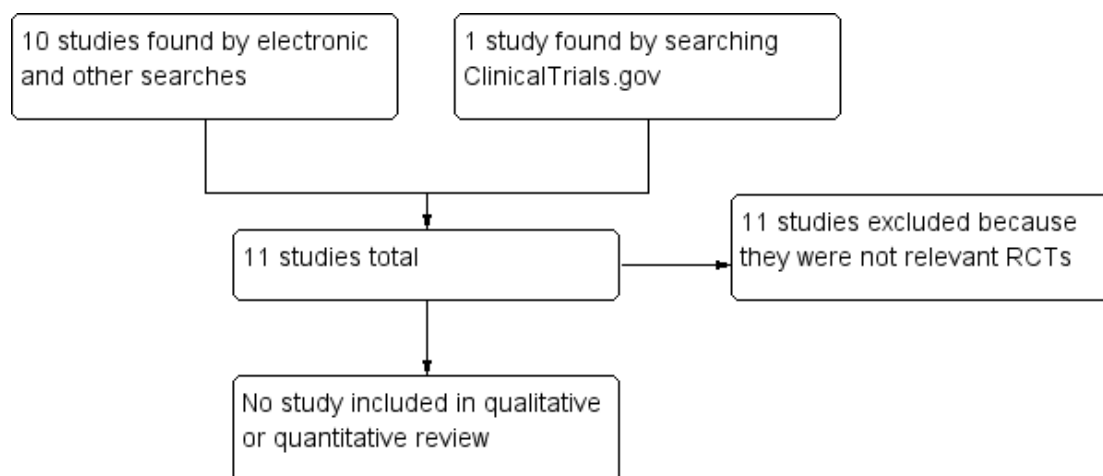 10 studies found by electronic
and other searches
1 study found by searching
ClinicalTrials.gov
11 studies total
11 studies excluded because
they were not relevant RCTs
No study included in qualitative
or quantitative review